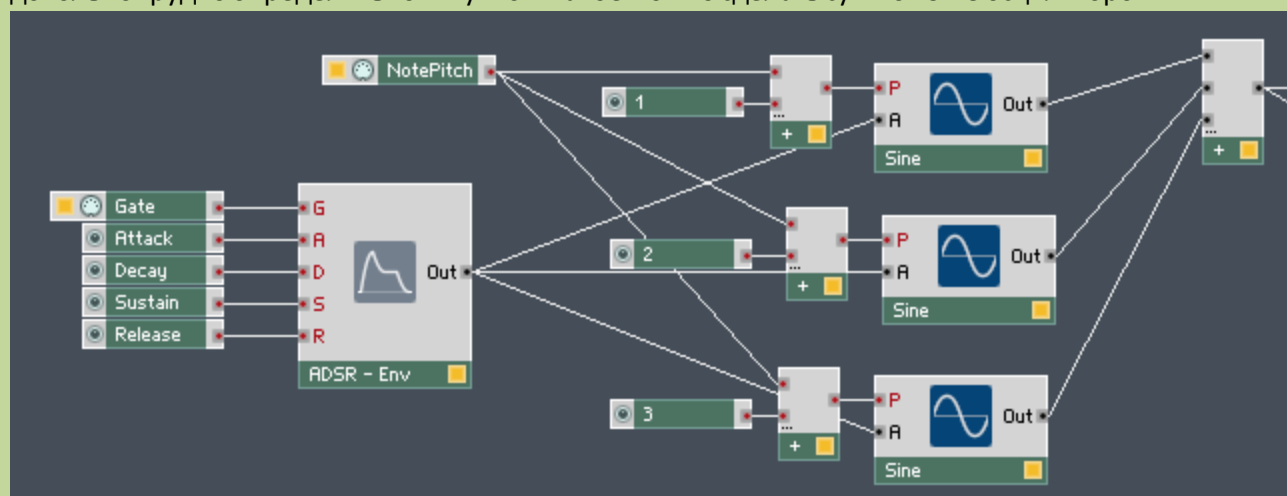 NotePitch
1
+
P
A
Out
Sine
+
Gate
Attack
Decay
Sustain
Release
G
A
D
S
R
Out
ADSR - Env
2
+
P
A
Out
Sine
3
+
P
A
Out
Sine